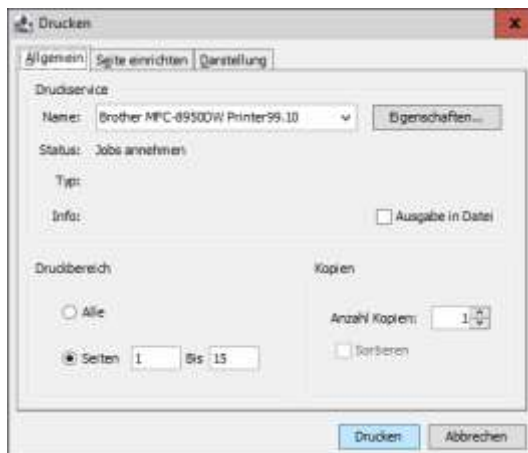 Drucken
Allgemein Seite einrichten Darstellung
Druckservice
Name: Brother MFC-8950DW Printer99.10 Eigenschaften...
Status: Jobs annehmen
Typ:
Info: Ausgabe in Datei
Druckbereich Kopien
Alle
Anzahl Kopien: 1
Seiten 1 Bis 15
Sortieren
Drucken Abbrechen